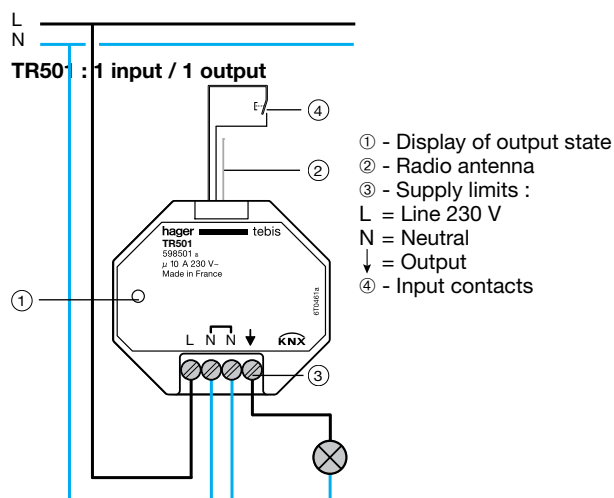 L
N
TR501 : 1 input / 1 output
④
② 
① - Display of output state
② - Radio antenna
③ - Supply limits :
L = Line 230 V
N = Neutral
↓ = Output
④ - Input contacts
hager tebis
TR501
598501 a
µ 10 A 230 V~
Made in France
6T0461a
①
L N N ↓
KNX
③